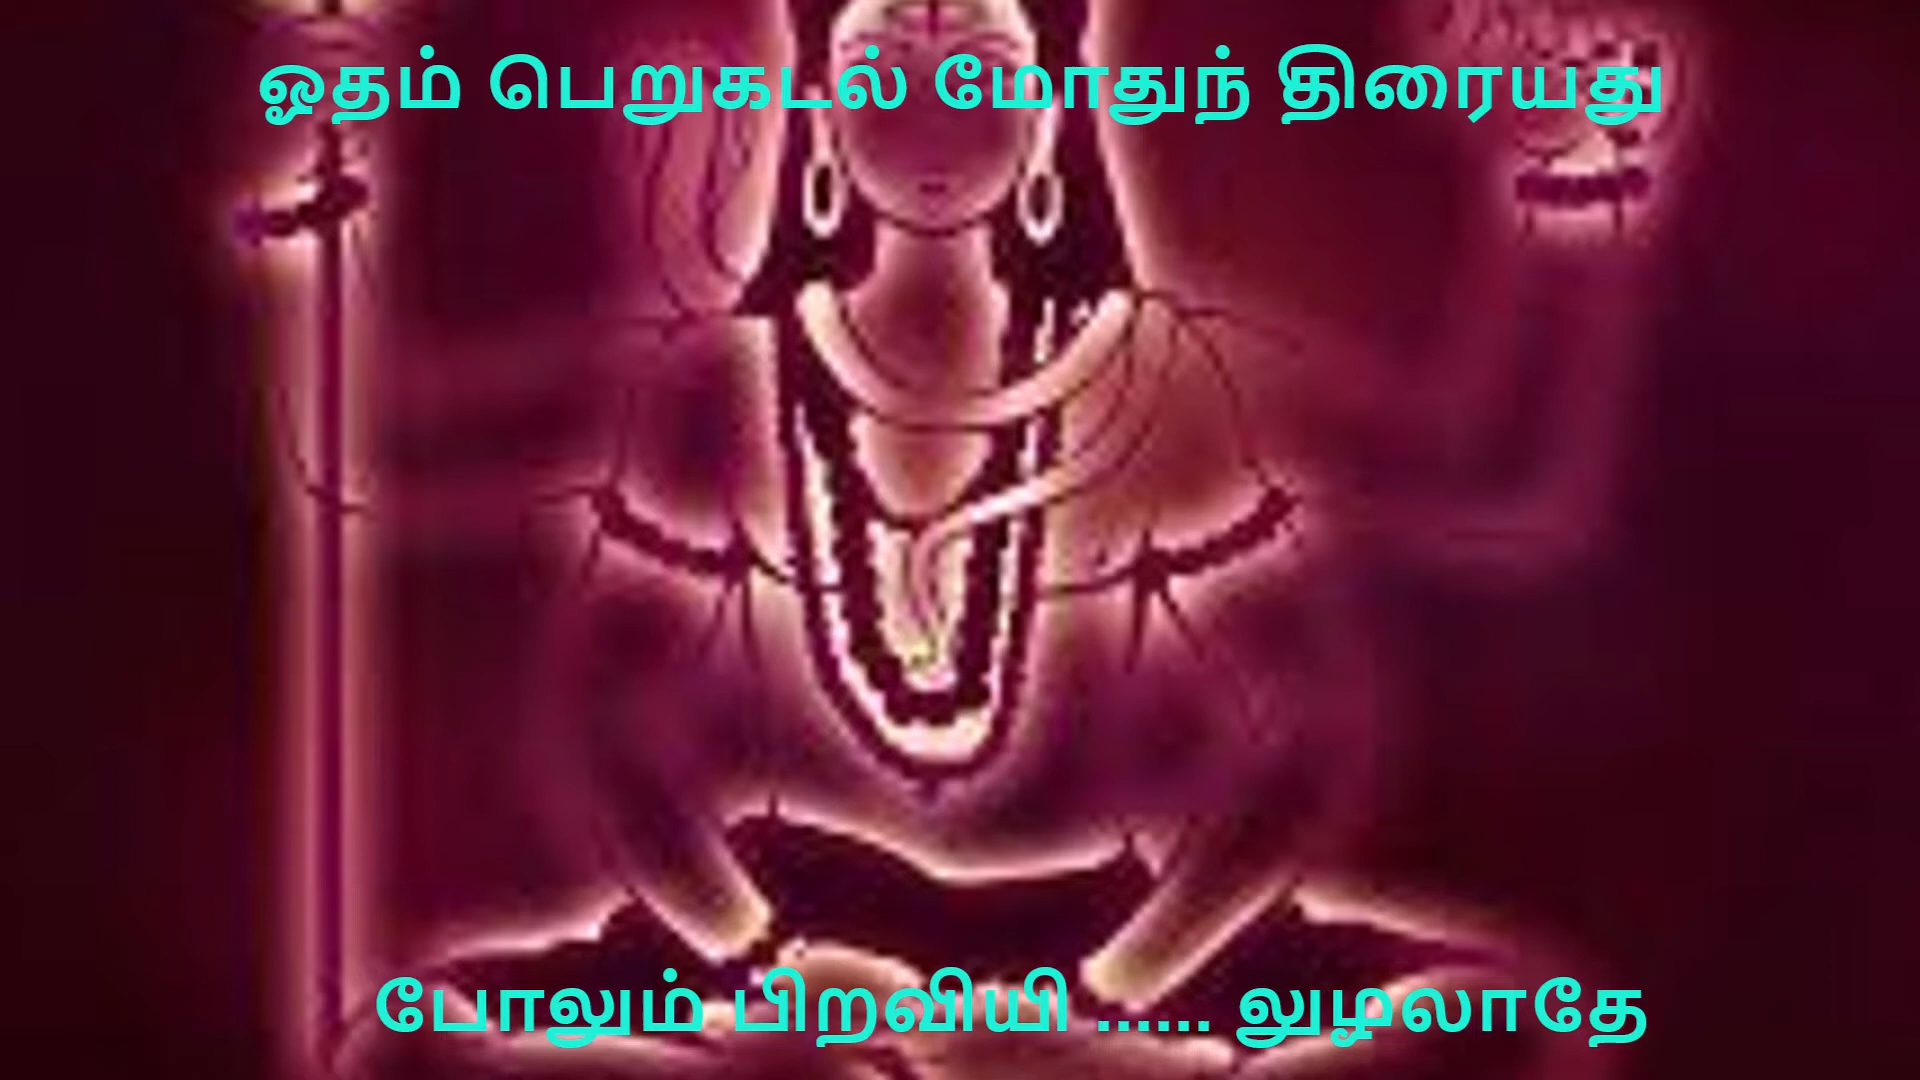 ஓதம் பெறுகடல் மோதுந் திரையது
போலும் பிறவியி ...... லுழலாதே